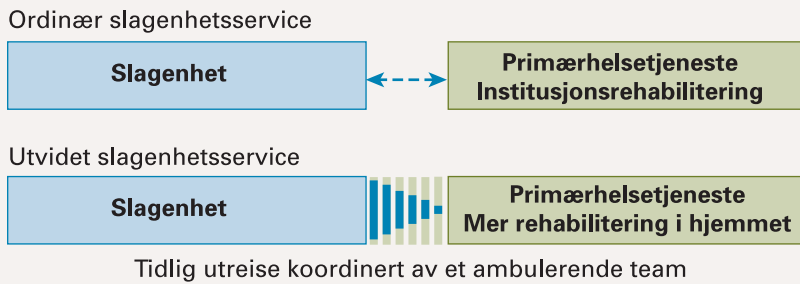 Ordinær slagenhetsservice
Slagenhet
Primærhelsetjeneste
Institusjonsrehabilitering
Utvidet slagenhetsservice
Slagenhet
Primærhelsetjeneste
Mer rehabilitering i hjemmet
Tidlig utreise koordinert av et ambulerende team